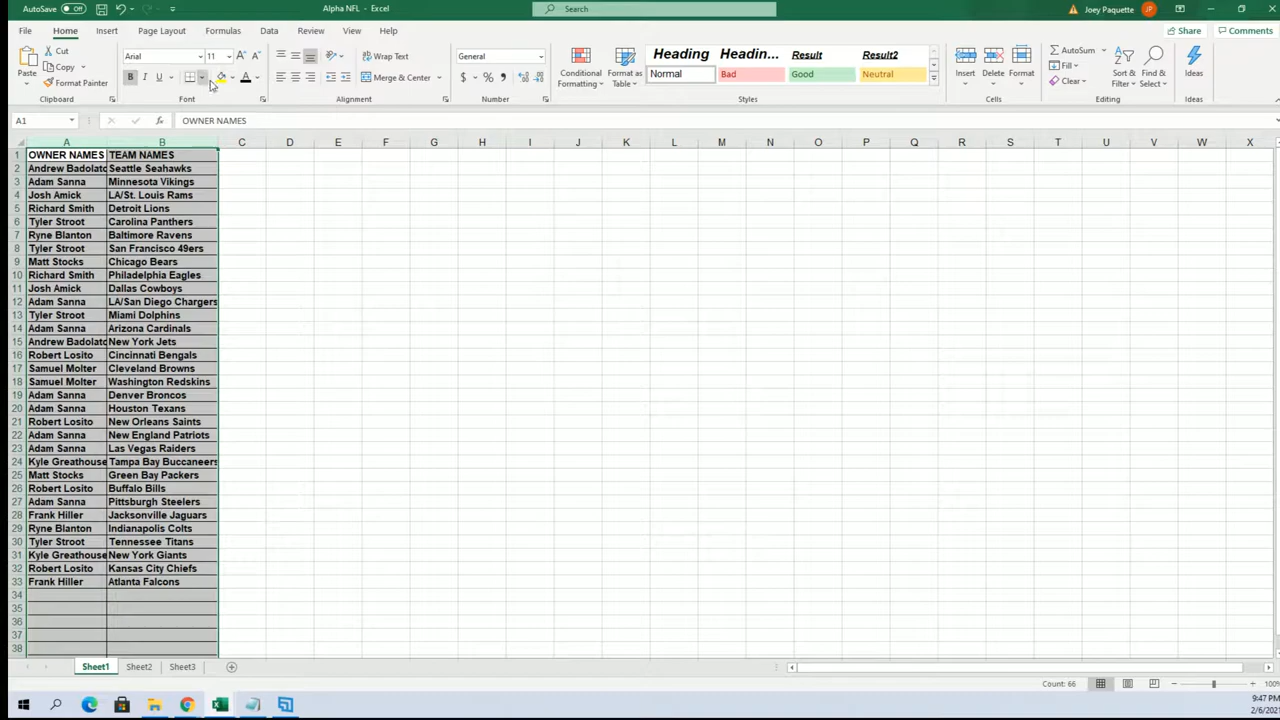 AutoSave Off
Alpha NFL - Excel
Search
Joey Paquette JP
File Home Insert Page Layout Formulas Data Review View Help
Share Comments
Paste
Cut
Copy
Format Painter
Clipboard
Arial 11
B I U
Font
Wrap Text
Merge & Center
Alignment
General
$ % ,
Number
Conditional Formatting
Format as Table
Heading Headin... Result Result2
Normal Bad Good Neutral
Styles
Insert Delete Format
Cells
AutoSum
Fill
Clear
Sort & Filter
Find & Select
Editing
Ideas
Ideas
A1 fx OWNER NAMES
A B C D E F G H I J K L M N O P Q R S T U V W X
1 OWNER NAMES TEAM NAMES
2 Andrew Badolato Seattle Seahawks
3 Adam Sanna Minnesota Vikings
4 Josh Amick LA/St. Louis Rams
5 Richard Smith Detroit Lions
6 Tyler Stroot Carolina Panthers
7 Ryne Blanton Baltimore Ravens
8 Tyler Stroot San Francisco 49ers
9 Matt Stocks Chicago Bears
10 Richard Smith Philadelphia Eagles
11 Josh Amick Dallas Cowboys
12 Adam Sanna LA/San Diego Chargers
13 Tyler Stroot Miami Dolphins
14 Adam Sanna Arizona Cardinals
15 Andrew Badolato New York Jets
16 Robert Losito Cincinnati Bengals
17 Samuel Molter Cleveland Browns
18 Samuel Molter Washington Redskins
19 Adam Sanna Denver Broncos
20 Adam Sanna Houston Texans
21 Robert Losito New Orleans Saints
22 Adam Sanna New England Patriots
23 Adam Sanna Las Vegas Raiders
24 Kyle Greathouse Tampa Bay Buccaneers
25 Matt Stocks Green Bay Packers
26 Robert Losito Buffalo Bills
27 Adam Sanna Pittsburgh Steelers
28 Frank Hiller Jacksonville Jaguars
29 Ryne Blanton Indianapolis Colts
30 Tyler Stroot Tennessee Titans
31 Kyle Greathouse New York Giants
32 Robert Losito Kansas City Chiefs
33 Frank Hiller Atlanta Falcons
34
35
36
37
38
Sheet1 Sheet2 Sheet3
Count: 66
100%
9:47 PM